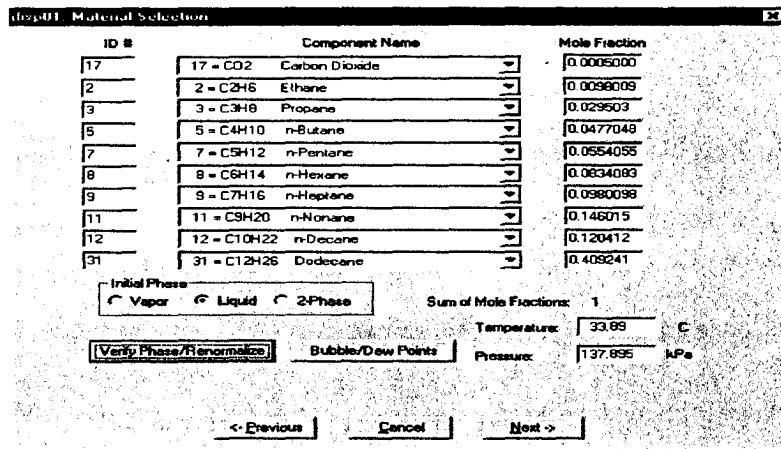 disp01 Material Selection
ID # Component Name Mole Fraction
17 17 = CO2 Carbon Dioxide 0.0005000
2 2 = C2H6 Ethane 0.0098009
3 3 = C3H8 Propane 0.029503
5 5 = C4H10 n-Butane 0.0477048
7 7 = C5H12 n-Pentane 0.0554055
8 8 = C6H14 n-Hexane 0.0834083
9 9 = C7H16 n-Heptane 0.0980098
11 11 = C9H20 n-Nonane 0.146015
12 12 = C10H22 n-Decane 0.120412
31 31 = C12H26 Dodecane 0.409241
Initial Phase
Vapor Liquid 2-Phase
Sum of Mole Fractions: 1
Temperature: 33.89 C
Verify Phase/Renormalize Bubble/Dew Points Pressure: 137.895 kPa
<- Previous Cancel Next ->